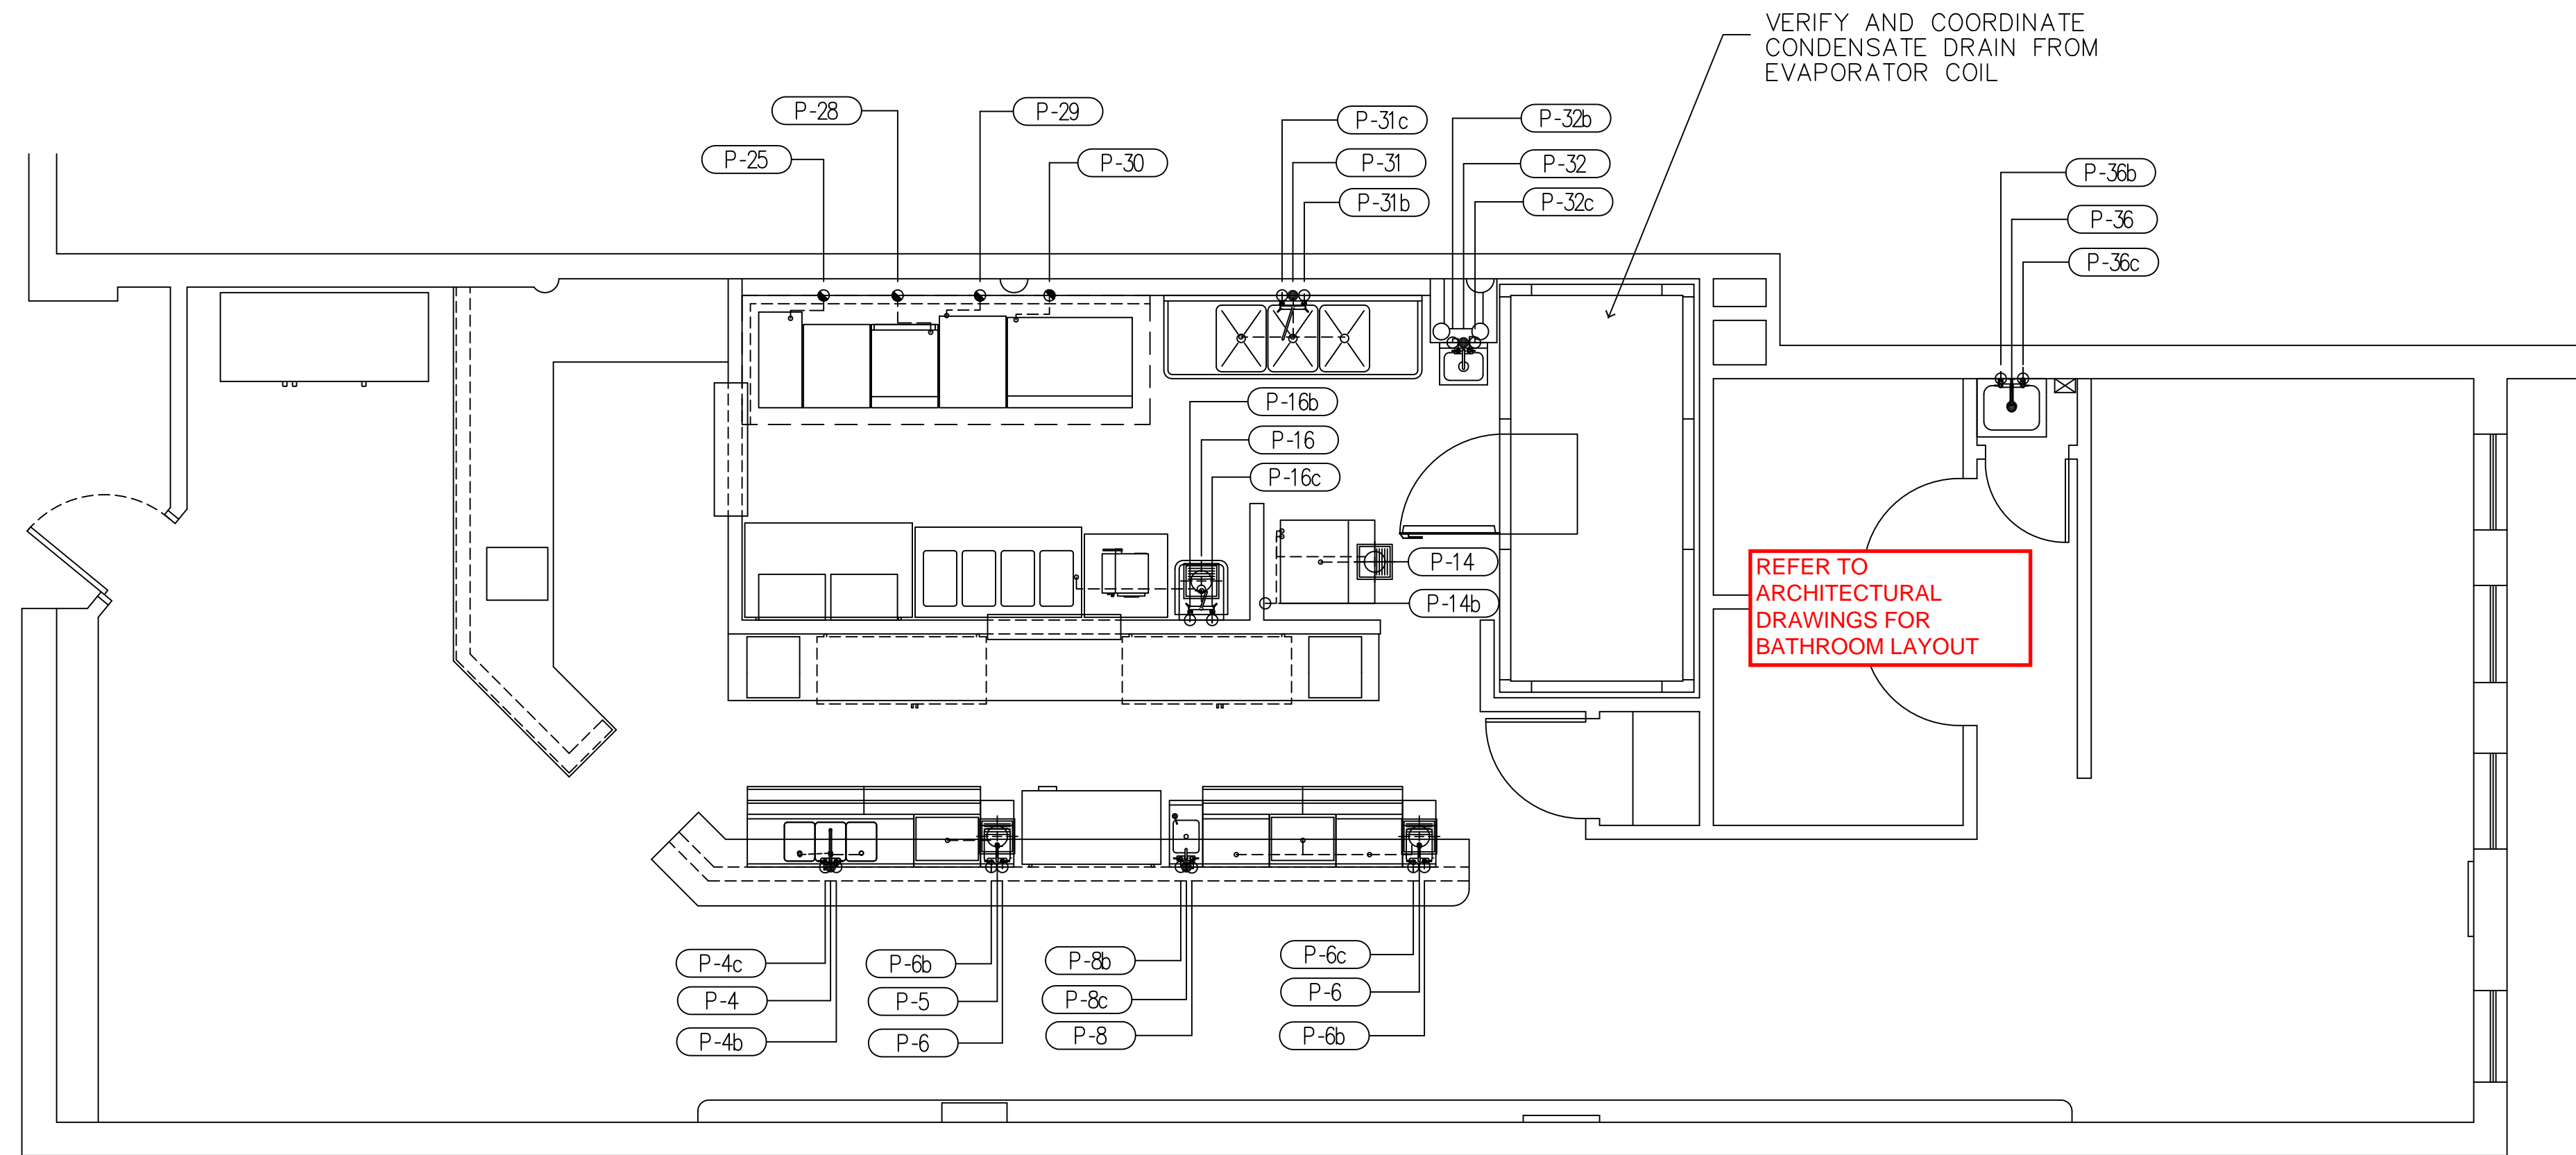 VERIFY AND COORDINATE
CONDENSATE DRAIN FROM
EVAPORATOR COIL
P-28
P-29
P-25
P-30
P-31c
P-31
P-31b
P-32b
P-32
P-32c
P-36b
P-36
P-36c
P-16b
P-16
P-16c
P-14
P-14b
REFER TO
ARCHITECTURAL
DRAWINGS FOR
BATHROOM LAYOUT
P-4c
P-4
P-4b
P-6b
P-5
P-6
P-8b
P-8c
P-8
P-6c
P-6
P-6b